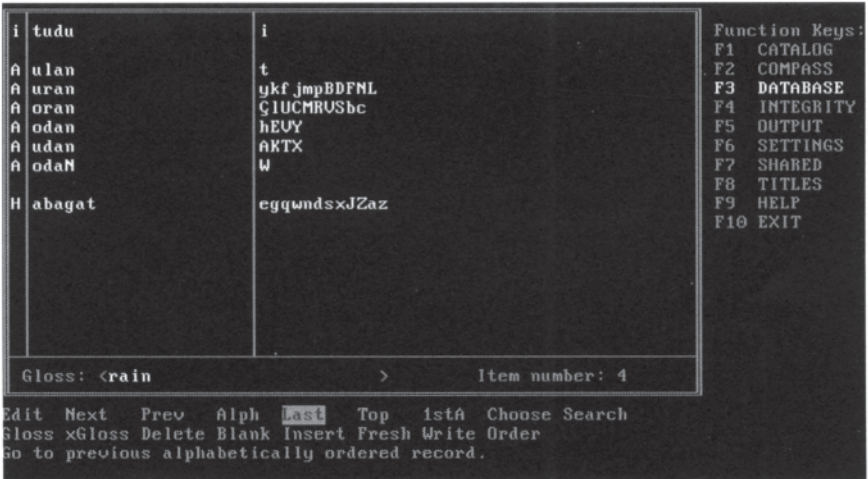 i tudu i
A ulan t
A uran ykfjmpBDFNL
A oran GlUCMRVSbc
A odan hEVY
A udan AKTX
A odaN W
H abagat egqwndsxJZaz
Gloss: <rain > Item number: 4
Function Keys:
F1 CATALOG
F2 COMPASS
F3 DATABASE
F4 INTEGRITY
F5 OUTPUT
F6 SETTINGS
F7 SHARED
F8 TITLES
F9 HELP
F10 EXIT
Edit Next Prev Alph Last Top 1stA Choose Search
Gloss xGloss Delete Blank Insert Fresh Write Order
Go to previous alphabetically ordered record.